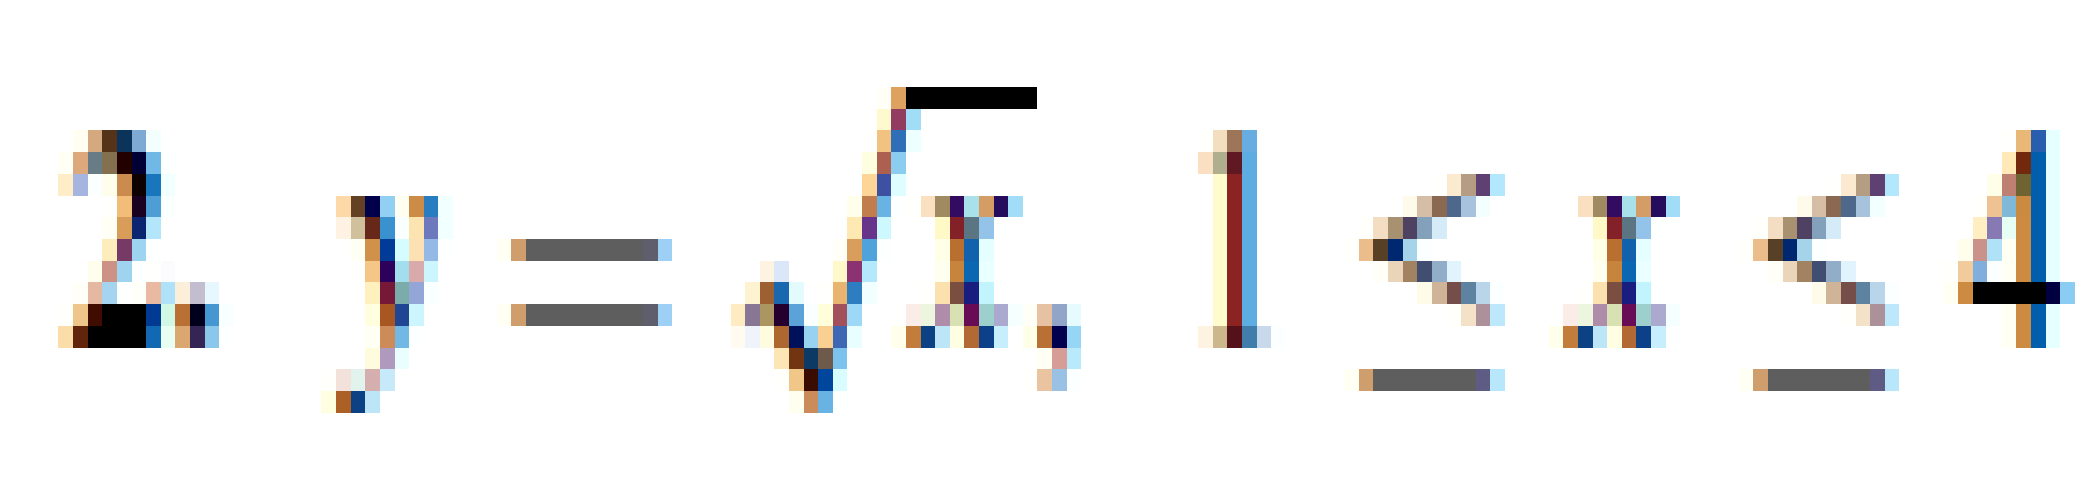 2. y = √x, 1 ≤ x ≤ 4